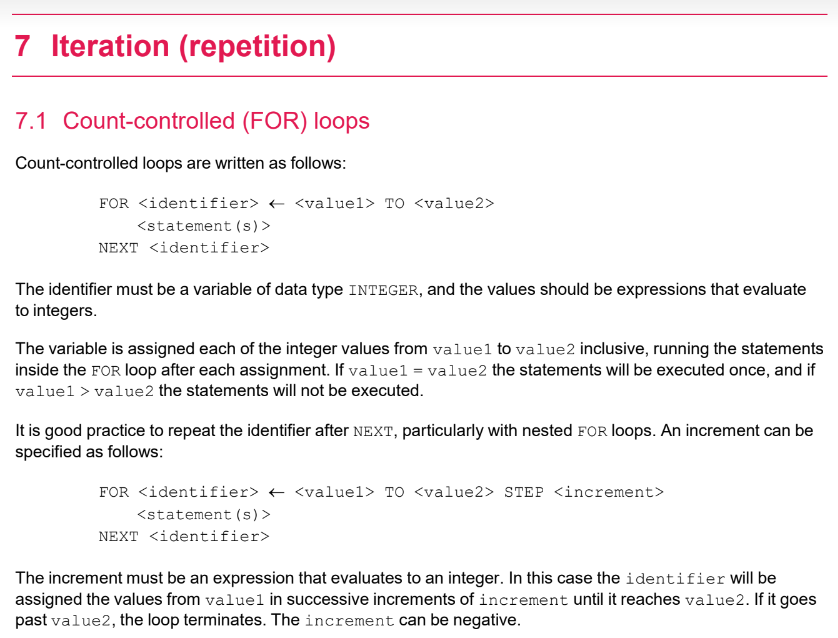 7 Iteration (repetition)
7.1 Count-controlled (FOR) loops
Count-controlled loops are written as follows:
FOR <identifier> ← <value1> TO <value2>
<statement(s)>
NEXT <identifier>
The identifier must be a variable of data type INTEGER, and the values should be expressions that evaluate
to integers.
The variable is assigned each of the integer values from value1 to value2 inclusive, running the statements
inside the FOR loop after each assignment. If value1 = value2 the statements will be executed once, and if
value1 > value2 the statements will not be executed.
It is good practice to repeat the identifier after NEXT, particularly with nested FOR loops. An increment can be
specified as follows:
FOR <identifier> ← <value1> TO <value2> STEP <increment>
<statement(s)>
NEXT <identifier>
The increment must be an expression that evaluates to an integer. In this case the identifier will be
assigned the values from value1 in successive increments of increment until it reaches value2. If it goes
past value2, the loop terminates. The increment can be negative.